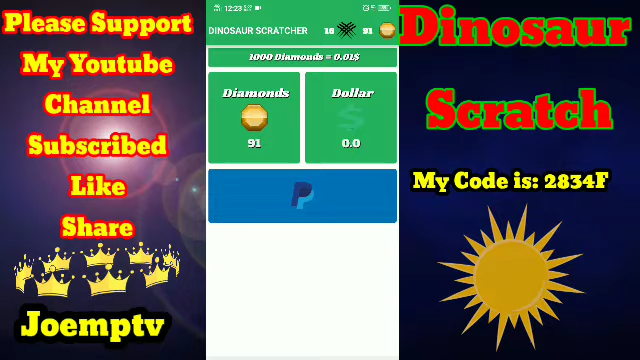 Please Support
My Youtube
Channel
Subscribed
Like
Share
Joemptv
12:23
DINOSAUR SCRATCHER
91
1000 Diamonds = 0.01$
Diamonds
91
Dollar
0.0
Dinosaur
Scratch
My Code is: 2834F